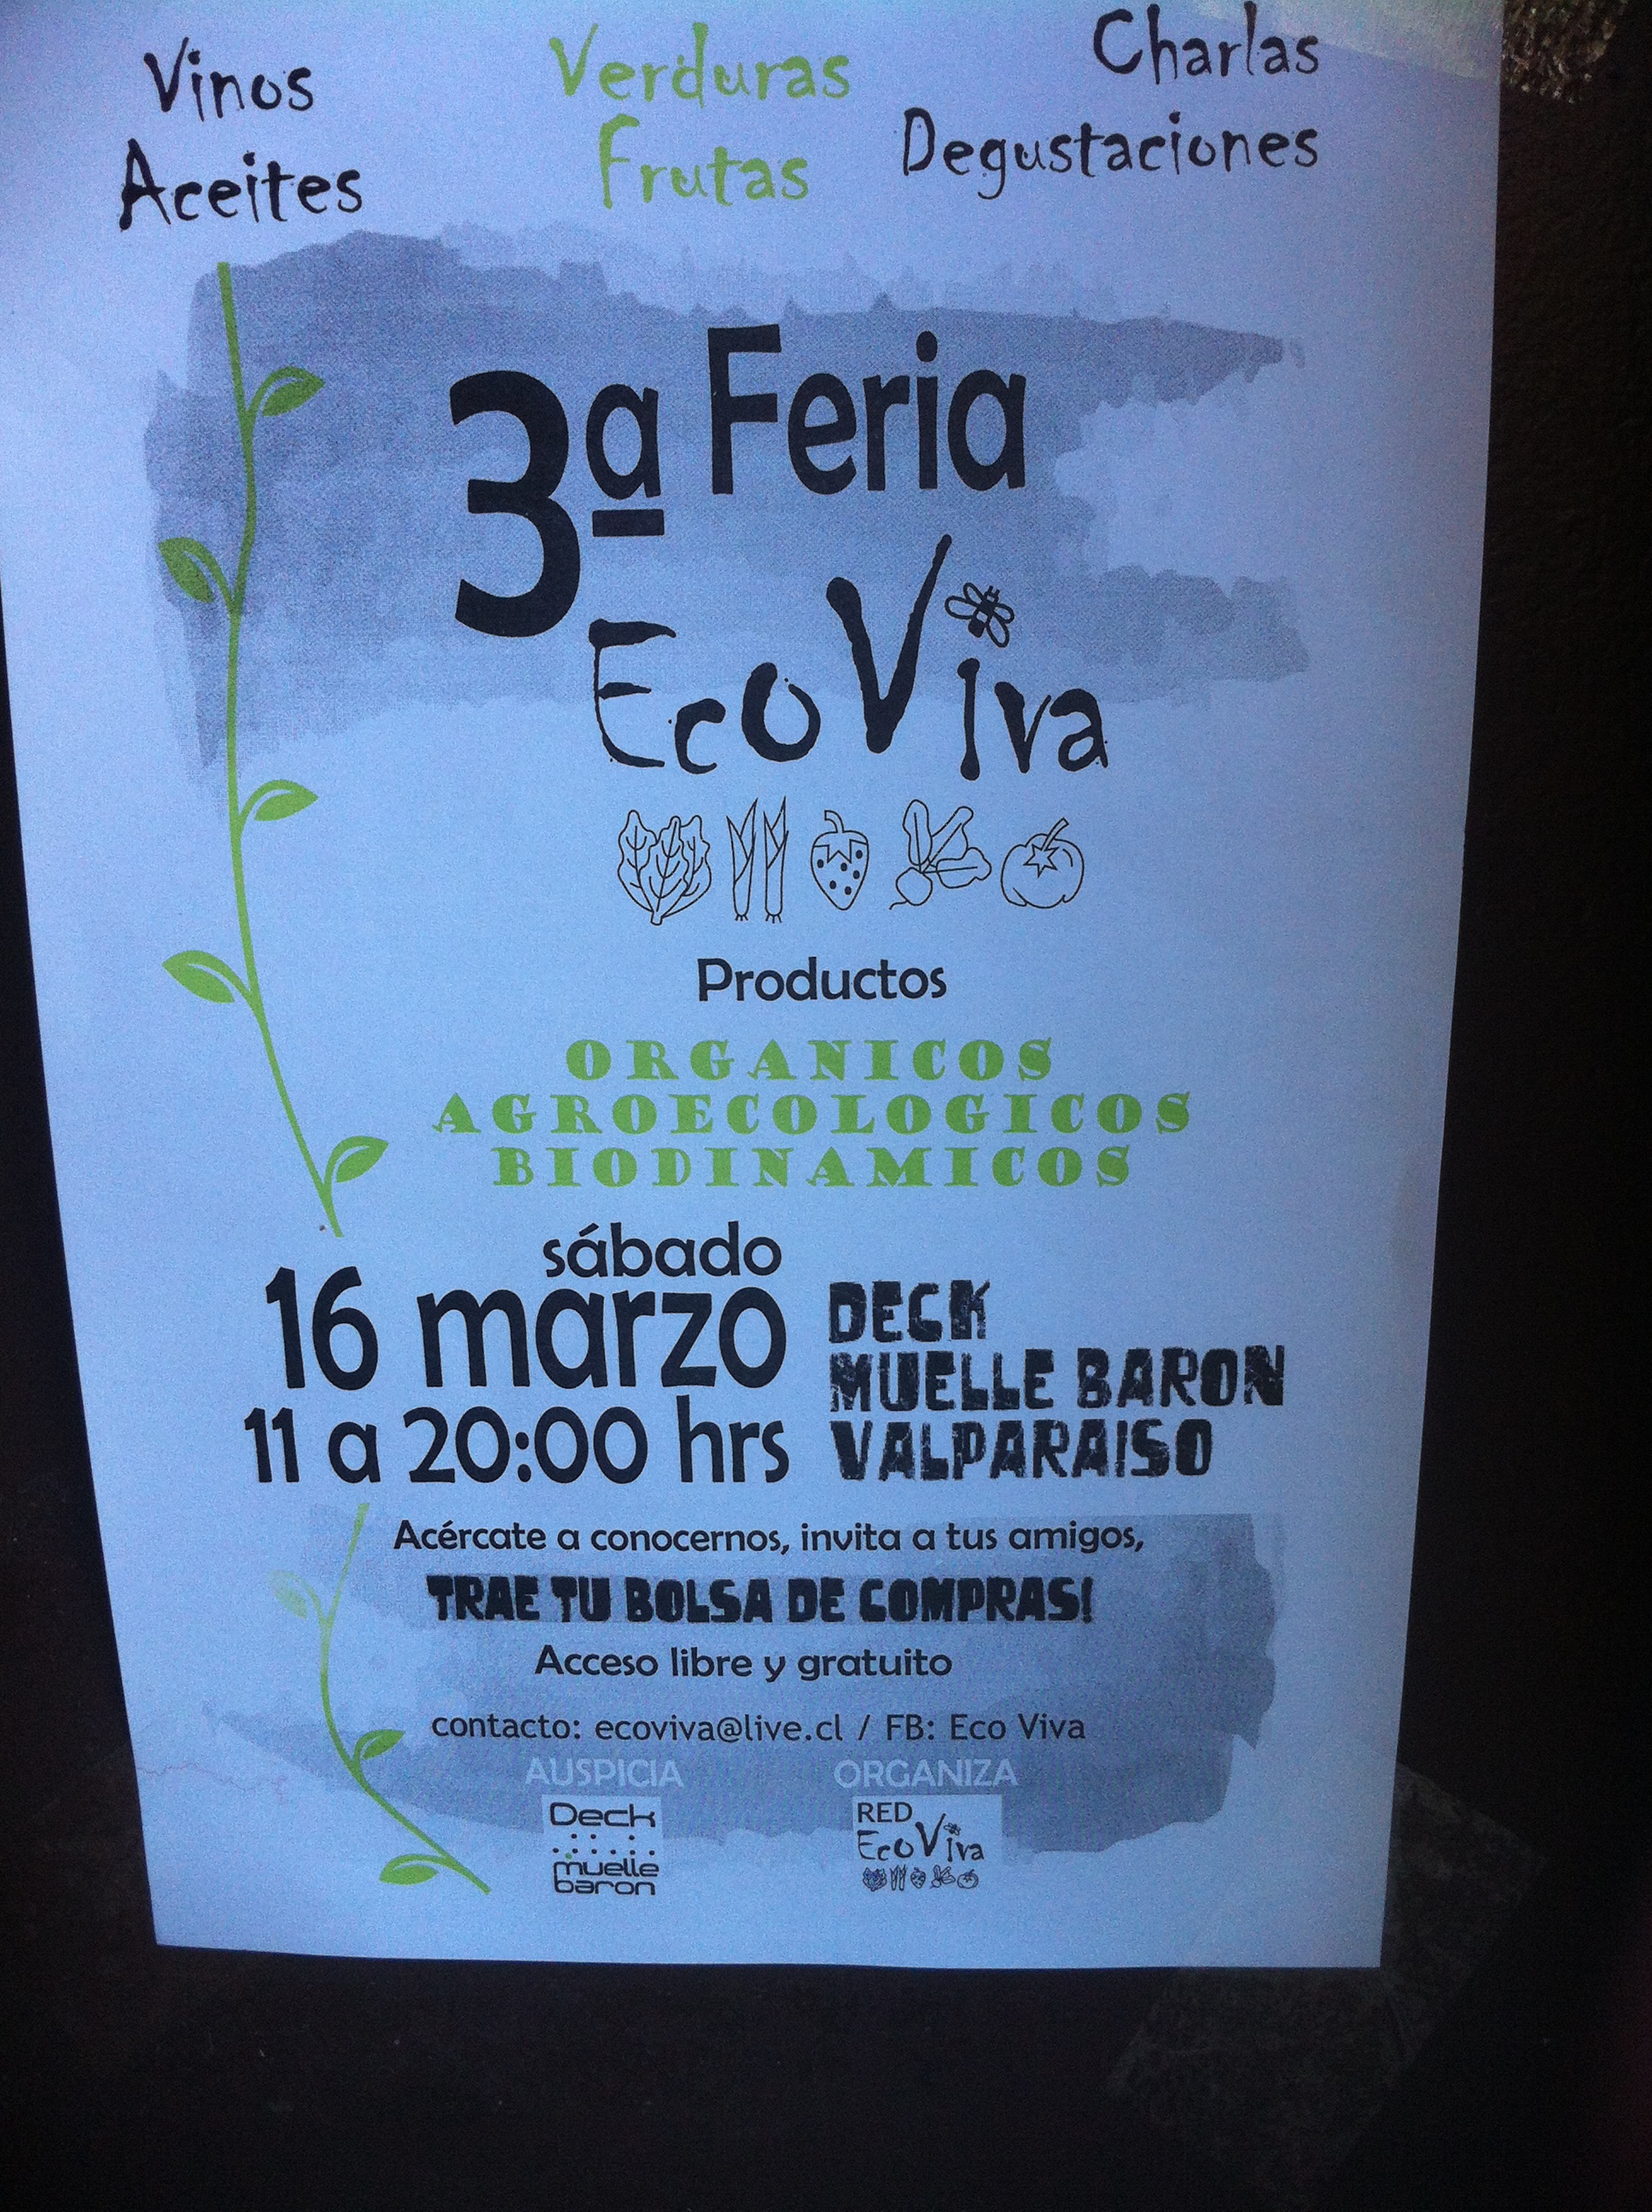 Vinos
Aceites
Verduras
Frutas
Charlas
Degustaciones
3ª Feria
EcoViva
Productos
ORGANICOS
AGROECOLOGICOS
BIODINAMICOS
sábado
16 marzo
11 a 20:00 hrs
DECK
MUELLE BARON
VALPARAISO
Acércate a conocernos, invita a tus amigos,
TRAE TU BOLSA DE COMPRAS!
Acceso libre y gratuito
contacto: ecoviva@live.cl / FB: Eco Viva
AUSPICIA
Deck
muelle
baron
ORGANIZA
RED
EcoViva